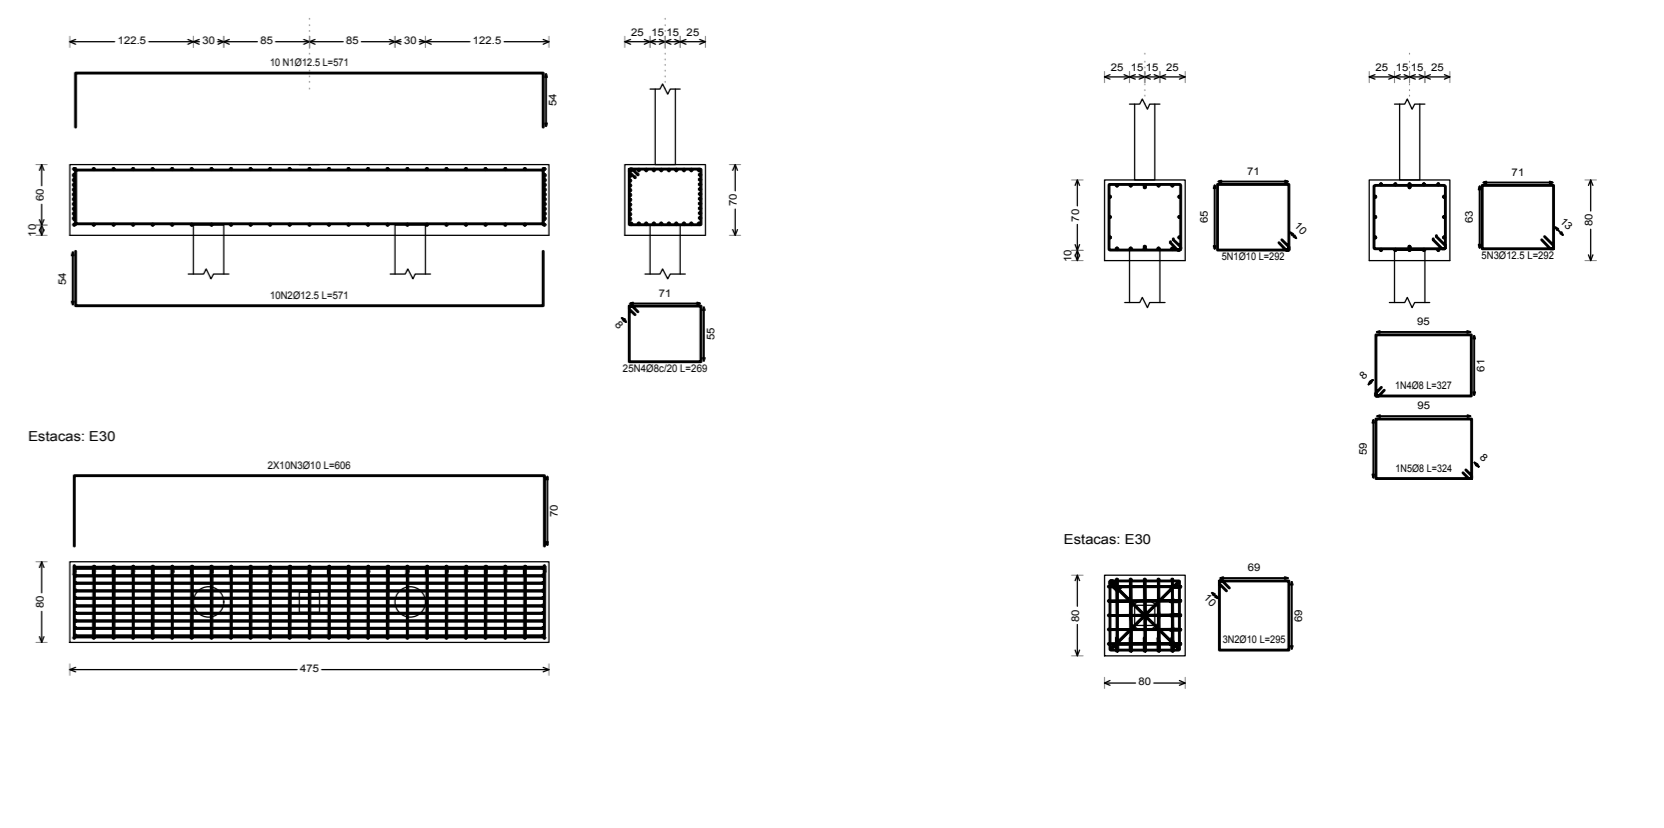 122.5 30 85 85 30 122.5
10 N1Ø12.5 L=571
54
60
10
54
10N2Ø12.5 L=571
25 15 15 25
70
71
8
55
25N4Ø8c/20 L=269
Estacas: E30
2X10N3Ø10 L=606
70
80
475
25 15 15 25
70
10
71
65
10
5N1Ø10 L=292
25 15 15 25
71
63
13
80
5N3Ø12.5 L=292
95
61
8
1N4Ø8 L=327
95
59
8
1N5Ø8 L=324
Estacas: E30
80
80
69
10
69
3N2Ø10 L=295